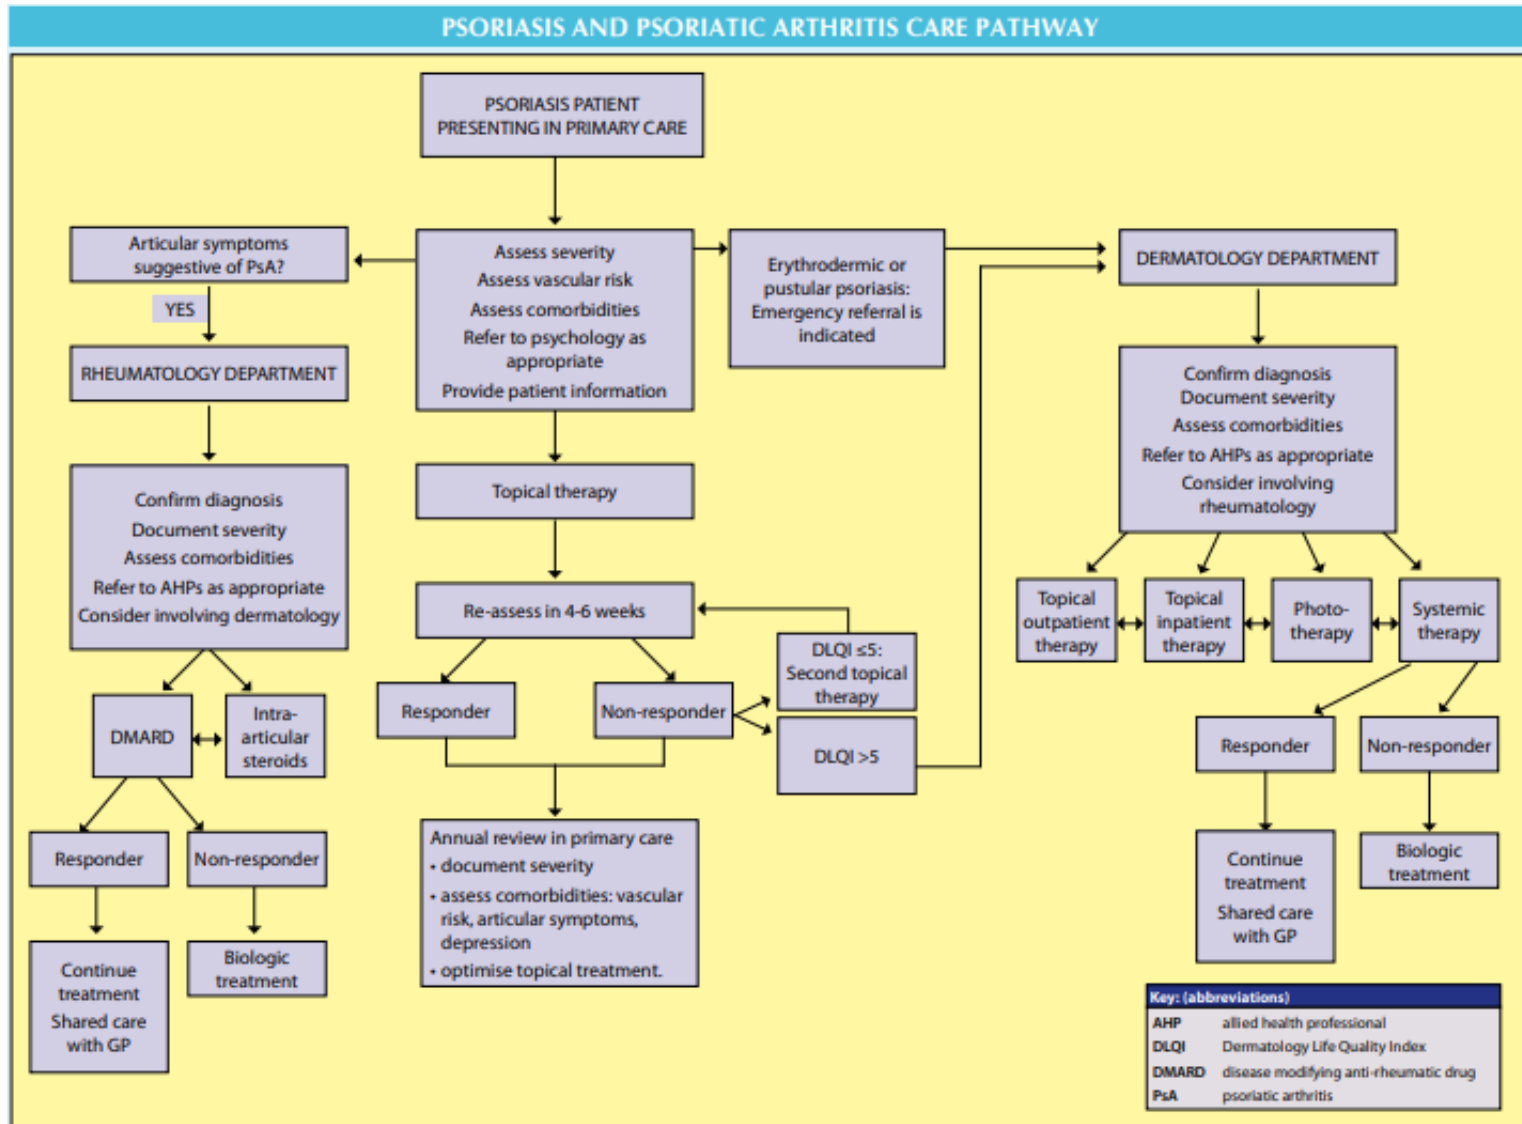 PSORIASIS AND PSORIATIC ARTHRITIS CARE PATHWAY
PSORIASIS PATIENT
PRESENTING IN PRIMARY CARE
Articular symptoms
suggestive of PsA?
YES
RHEUMATOLOGY DEPARTMENT
Confirm diagnosis
Document severity
Assess comorbidities
Refer to AHPs as appropriate
Consider involving dermatology
DMARD
Intra-
articular
steroids
Responder
Non-responder
Continue
treatment
Shared care
with GP
Biologic
treatment
Assess severity
Assess vascular risk
Assess comorbidities
Refer to psychology as
appropriate
Provide patient information
Topical therapy
Re-assess in 4-6 weeks
Responder
Non-responder
DLQI ≤5:
Second topical
therapy
DLQI >5
Annual review in primary care
• document severity
• assess comorbidities: vascular
risk, articular symptoms,
depression
• optimise topical treatment.
Erythrodermic or
pustular psoriasis:
Emergency referral is
indicated
DERMATOLOGY DEPARTMENT
Confirm diagnosis
Document severity
Assess comorbidities
Refer to AHPs as appropriate
Consider involving
rheumatology
Topical
outpatient
therapy
Topical
inpatient
therapy
Photo-
therapy
Systemic
therapy
Responder
Non-responder
Continue
treatment
Shared care
with GP
Biologic
treatment
Key: (abbreviations)
AHP allied health professional
DLQI Dermatology Life Quality Index
DMARD disease modifying anti-rheumatic drug
PsA psoriatic arthritis